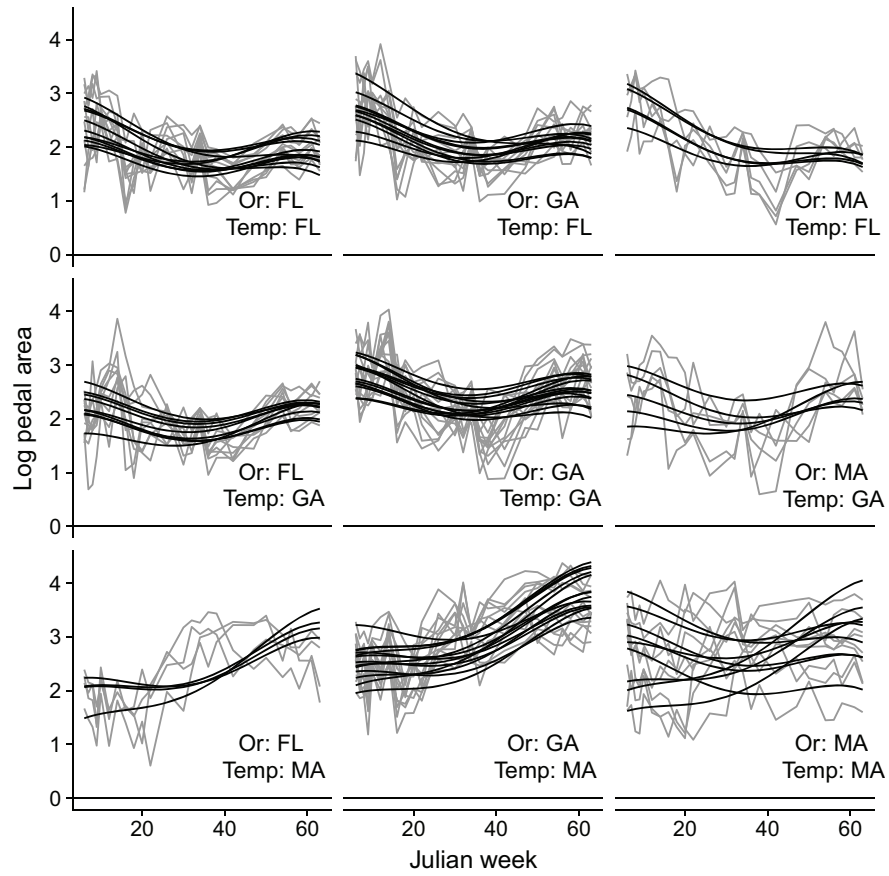 4
3
2
1
0
Or: FL
Temp: FL
Or: GA
Temp: FL
Or: MA
Temp: FL
Log pedal area
4
3
2
1
0
Or: FL
Temp: GA
Or: GA
Temp: GA
Or: MA
Temp: GA
4
3
2
1
0
Or: FL
Temp: MA
Or: GA
Temp: MA
Or: MA
Temp: MA
20 40 60 20 40 60 20 40 60
Julian week